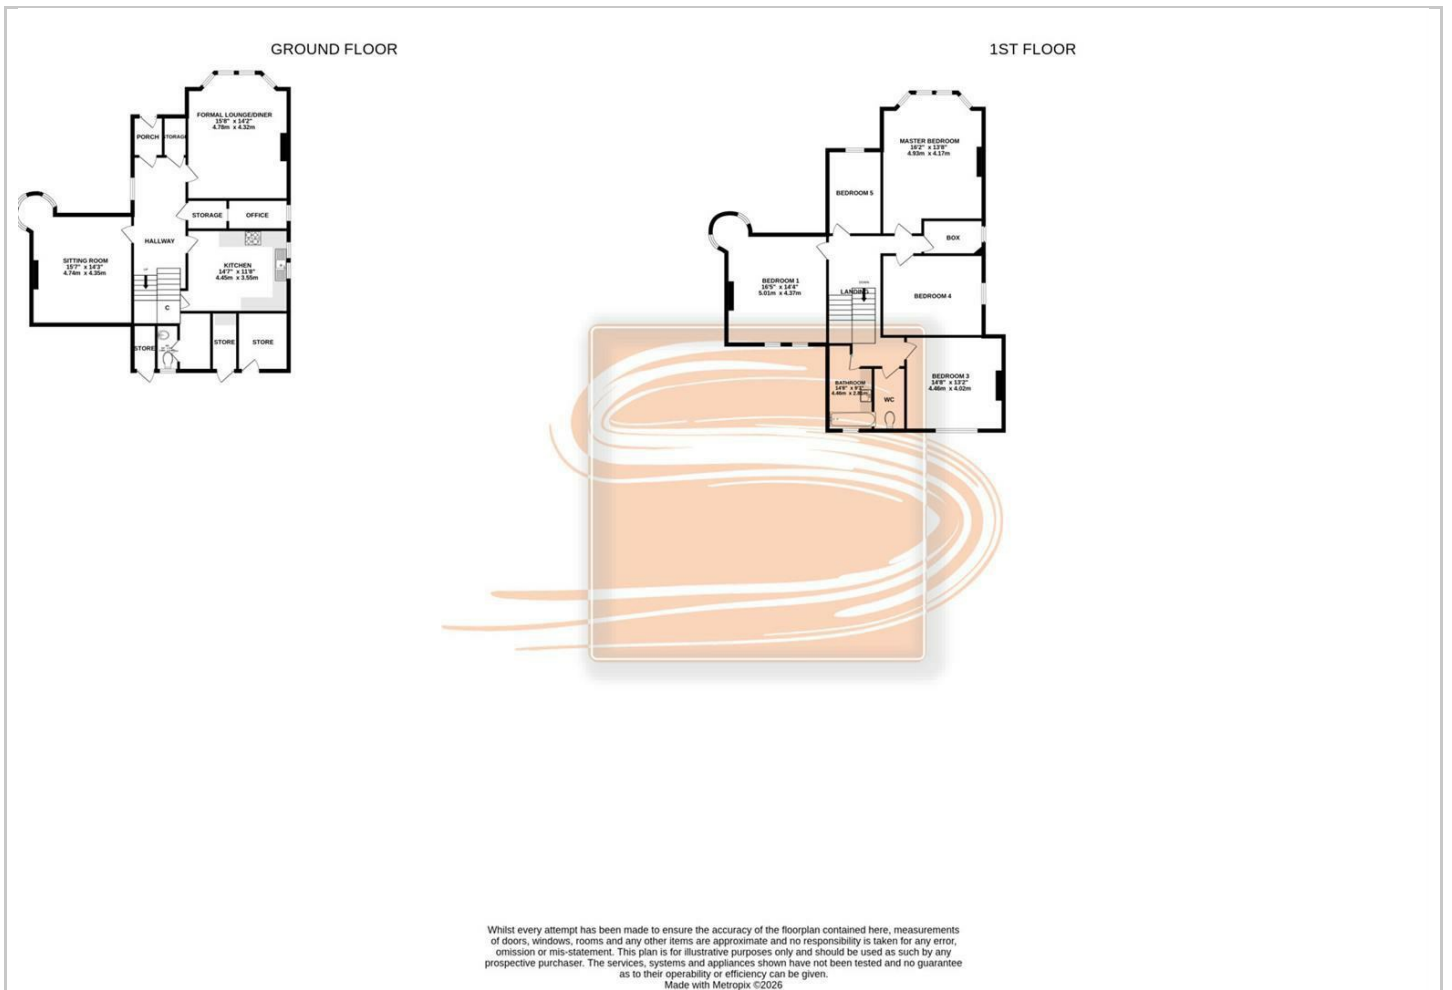 GROUND FLOOR
1ST FLOOR
FORMAL LOUNGE/DINER
15'8" x 14'2"
4.78m x 4.32m
PORCH
STORAGE
STORAGE
OFFICE
HALLWAY
SITTING ROOM
15'7" x 14'3"
4.74m x 4.35m
KITCHEN
14'7" x 11'8"
4.45m x 3.55m
UP
C
STORE
STORE
STORE
MASTER BEDROOM
16'2" x 13'8"
4.93m x 4.17m
BEDROOM 5
BOX
BEDROOM 1
16'5" x 14'4"
5.01m x 4.37m
LANDING
DOWN
BEDROOM 4
BEDROOM 3
14'8" x 13'2"
4.46m x 4.02m
BATHROOM
WC
Whilst every attempt has been made to ensure the accuracy of the floorplan contained here, measurements
of doors, windows, rooms and any other items are approximate and no responsibility is taken for any error,
omission or mis-statement. This plan is for illustrative purposes only and should be used as such by any
prospective purchaser. The services, systems and appliances shown have not been tested and no guarantee
as to their operability or efficiency can be given.
Made with Metropix ©2026